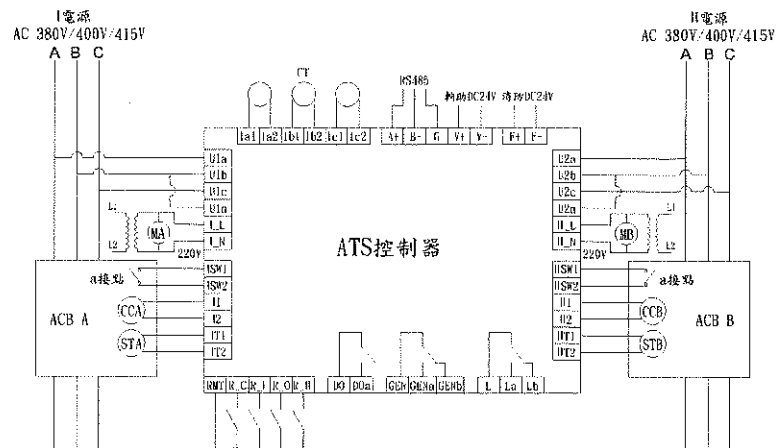 I電源
AC 380V/400V/415V
A B C
II電源
AC 380V/400V/415V
A B C
CT
RS485
輔助DC24V 消防DC24V
Ia1 Ia2 Ib1 Ib2 Ic1 Ic2
A+ B- G V+ V-
F+ F-
U1a
U1b
U1c
U1n
I_L
I_N
220V
ISW1
ISW2
I1
I2
IT1
IT2
L1
L2
MA
a接點
CCA
STA
ACB A
ATS控制器
U2a
U2b
U2c
U2n
II_L
II_N
220V
IISW1
IISW2
II1
II2
IIT1
IIT2
L1
L2
MB
a接點
CCB
STB
ACB B
RMT R_C R_I R_O R_II
DO DOa
GEN GENa GENb
L La Lb